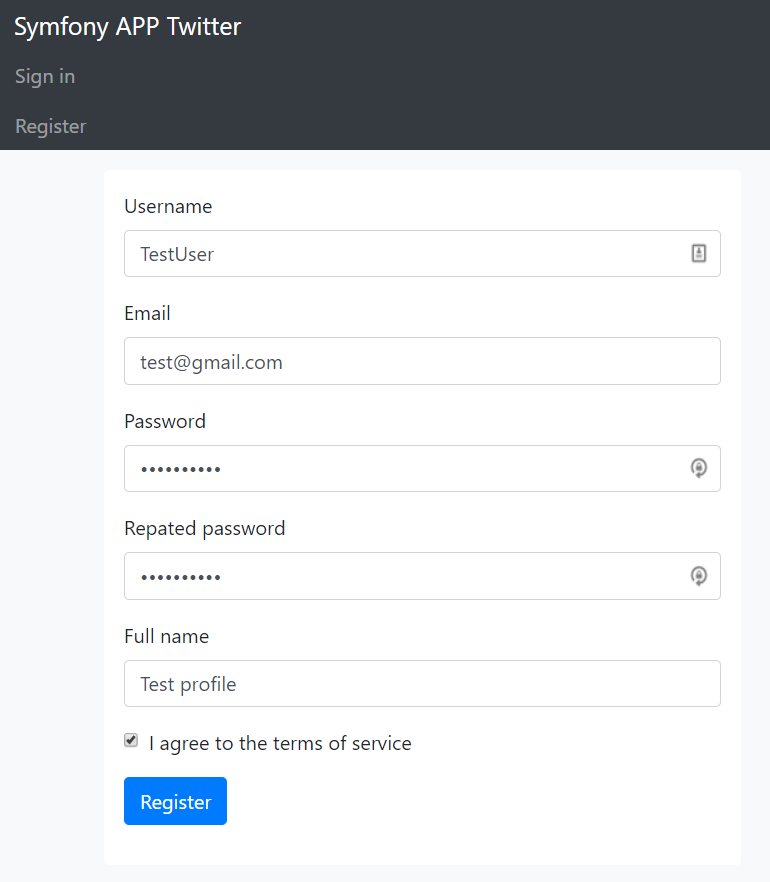 Symfony APP Twitter
Sign in
Register
Username
TestUser
Email
test@gmail.com
Password
••••••••••
Repated password
••••••••••
Full name
Test profile
I agree to the terms of service
Register